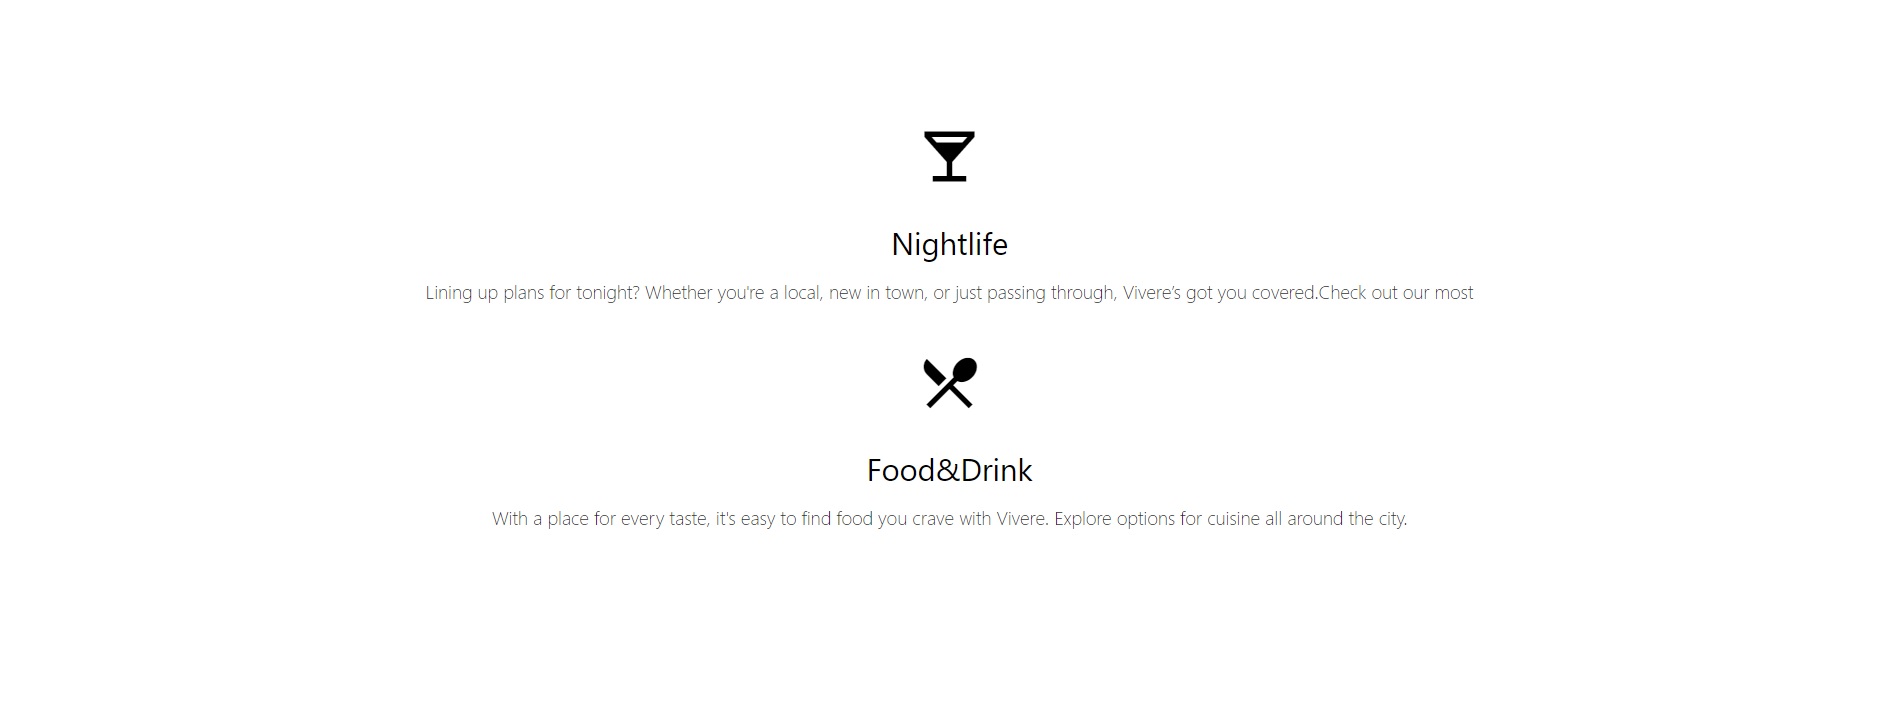 Nightlife
Lining up plans for tonight? Whether you're a local, new in town, or just passing through, Vivere’s got you covered.Check out our most
Food&Drink
With a place for every taste, it's easy to find food you crave with Vivere. Explore options for cuisine all around the city.